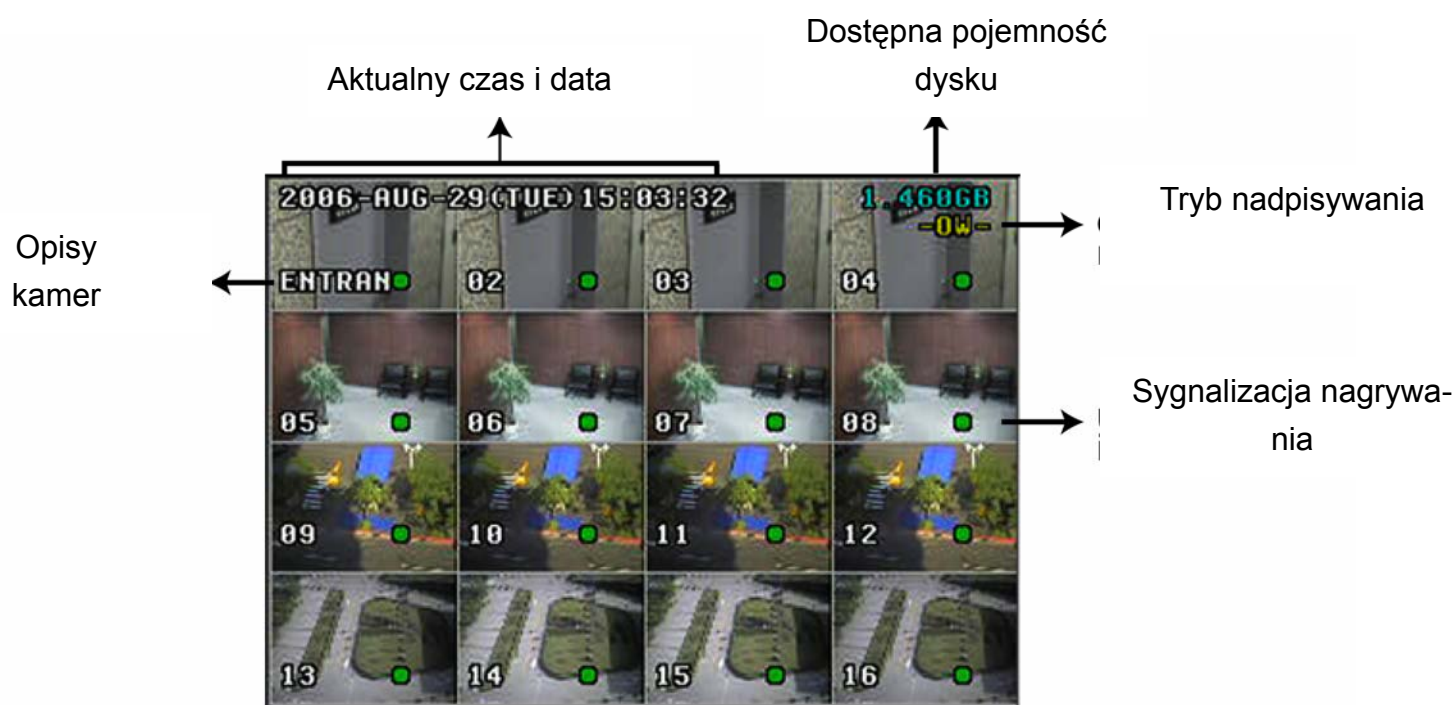 Dostępna pojemność
dysku
Aktualny czas i data
2006-AUG-29(TUE)15:03:32
1.460GB
-OW-
Tryb nadpisywania
Opisy
kamer
ENTRAN
02
03
04
05
06
07
08
Sygnalizacja nagrywa-
nia
09
10
11
12
13
14
15
16